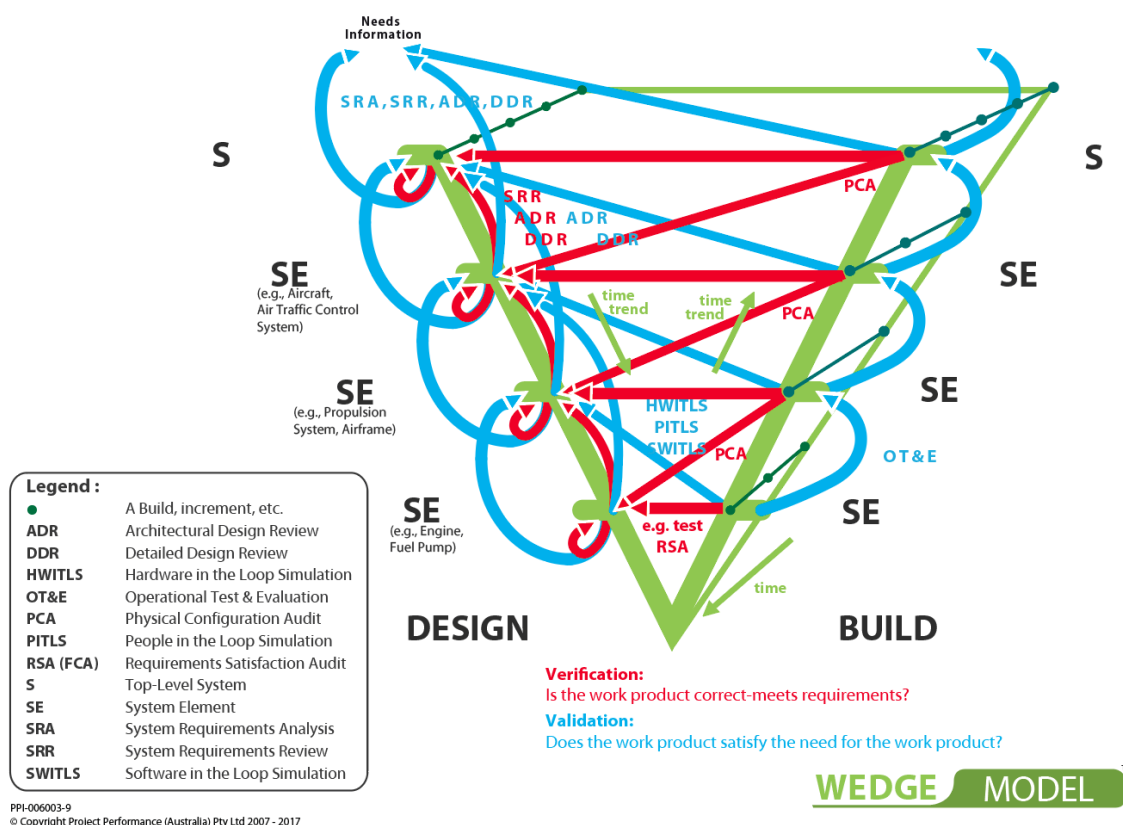 Needs
Information
SRA, SRR, ADR, DDR
S
S
PCA
SRR
ADR ADR
DDR DDR
SE
(e.g., Aircraft,
Air Traffic Control
System)
SE
time
trend
time
trend
PCA
SE
(e.g., Propulsion
System, Airframe)
SE
HWITLS
PITLS
SWITLS
PCA
OT&E
SE
(e.g., Engine,
Fuel Pump)
SE
e.g. test
RSA
time
DESIGN
BUILD
Legend :
A Build, increment, etc.
ADR Architectural Design Review
DDR Detailed Design Review
HWITLS Hardware in the Loop Simulation
OT&E Operational Test & Evaluation
PCA Physical Configuration Audit
PITLS People in the Loop Simulation
RSA (FCA) Requirements Satisfaction Audit
S Top-Level System
SE System Element
SRA System Requirements Analysis
SRR System Requirements Review
SWITLS Software in the Loop Simulation
Verification:
Is the work product correct-meets requirements?
Validation:
Does the work product satisfy the need for the work product?
WEDGE MODEL
PPI-006003-9
© Copyright Project Performance (Australia) Pty Ltd 2007 - 2017